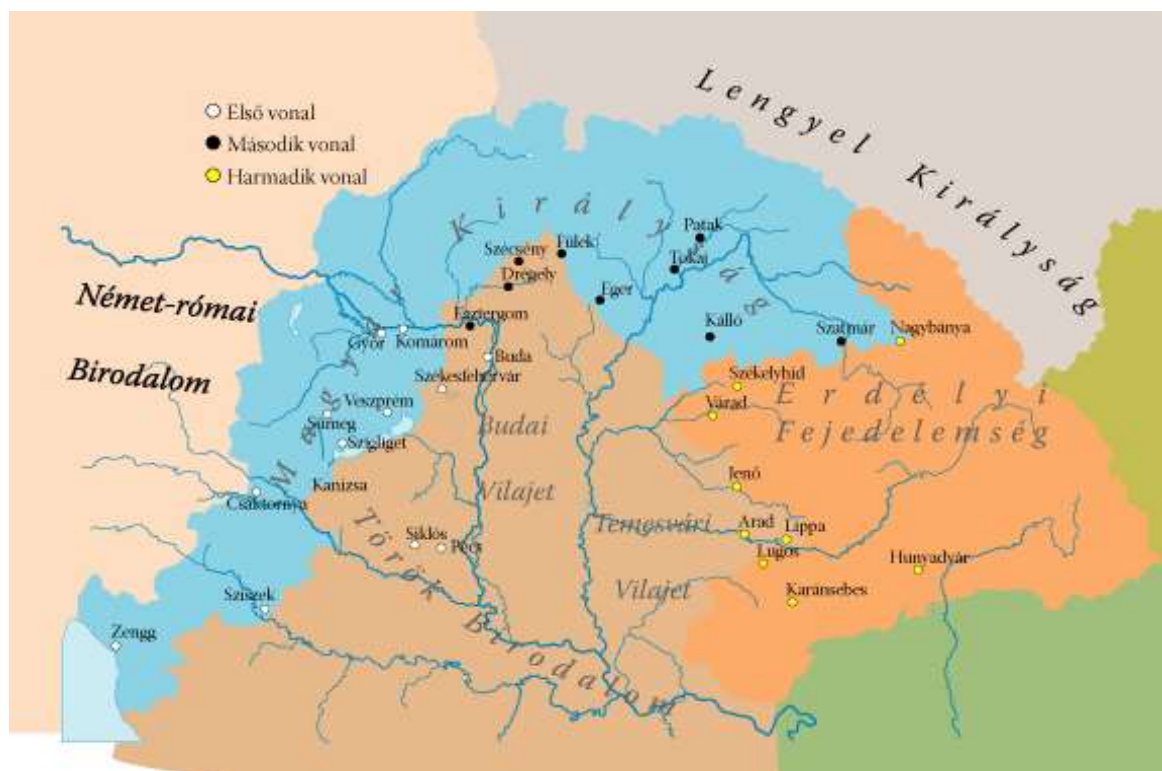 Első vonal
Második vonal
Harmadik vonal
Lengyel Királyság
Német-római
Birodalom
Magyar Királyság
Patak
Szécsény
Fülek
Tokaj
Drégely
Eger
Esztergom
Kálló
Szatmár
Nagybánya
Győr
Komárom
Buda
Székesfehérvár
Székelyhíd
Várad
Erdélyi
Fejedelemség
Veszprém
Sümeg
Szigliget
Budai
Vilajet
Kanizsa
Csáktornya
Jenő
Siklós
Pécs
Temesvári
Vilajet
Arad
Lippa
Lugos
Hunyadvár
Karánsebes
Török Birodalom
Sziszek
Zengg